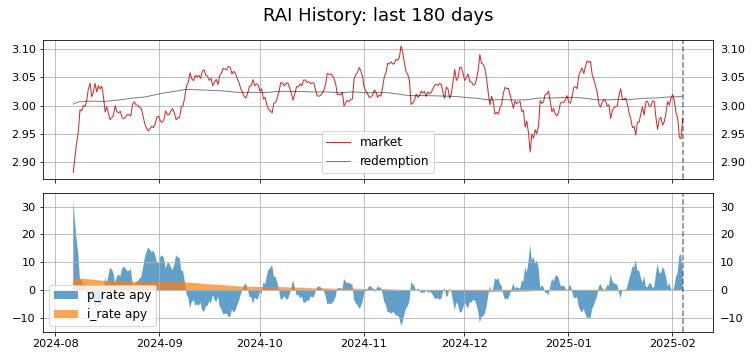 RAI History: last 180 days
3.10 3.10
3.05 3.05
3.00 3.00
2.95 2.95
2.90 2.90
market
redemption
30 30
20 20
10 10
0 0
−10 −10
p_rate apy
i_rate apy
2024-08 2024-09 2024-10 2024-11 2024-12 2025-01 2025-02